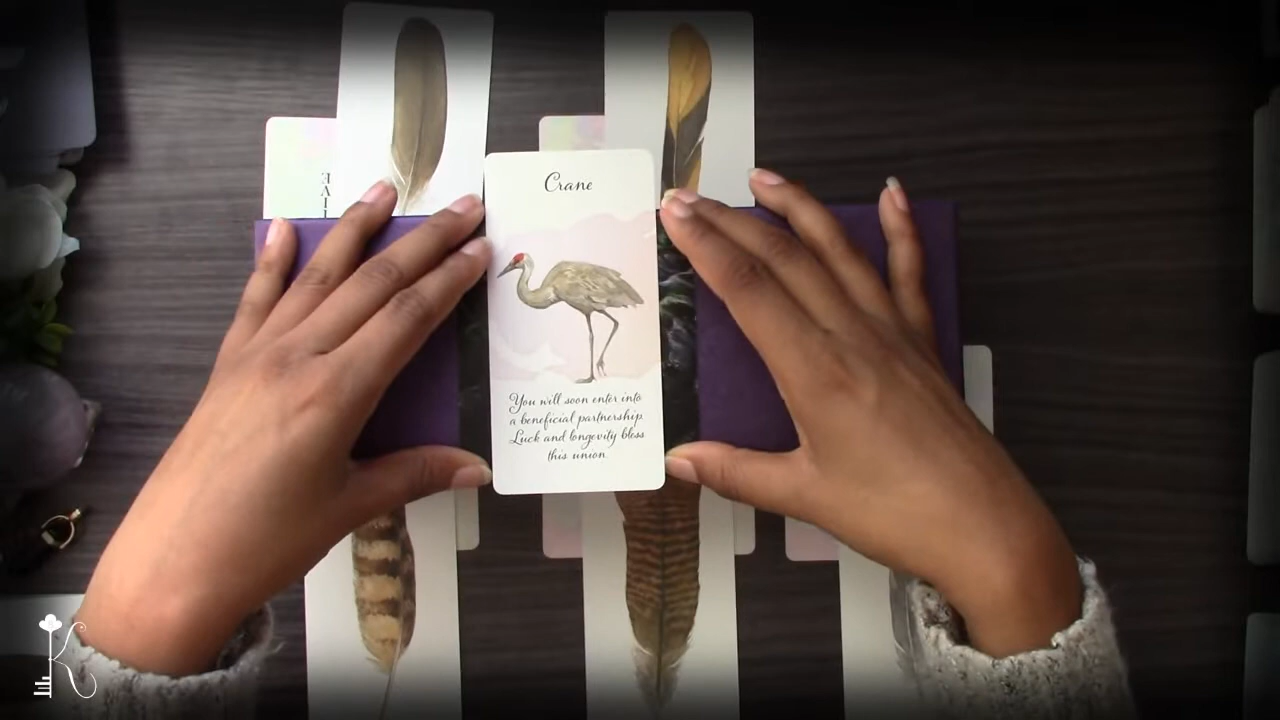 Crane
You will soon enter into
a beneficial partnership.
Luck and longevity bless
this union.
K